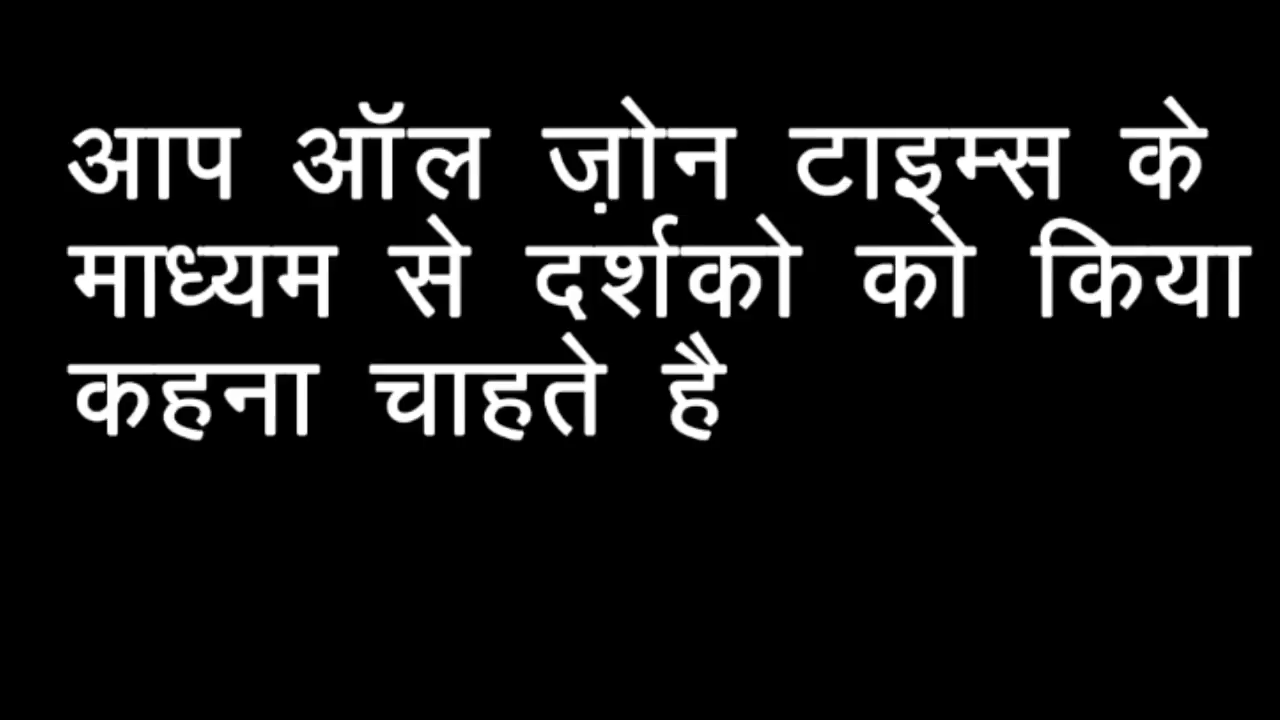 आप ऑल ज़ोन टाइम्स के
माध्यम से दर्शको को किया
कहना चाहते है